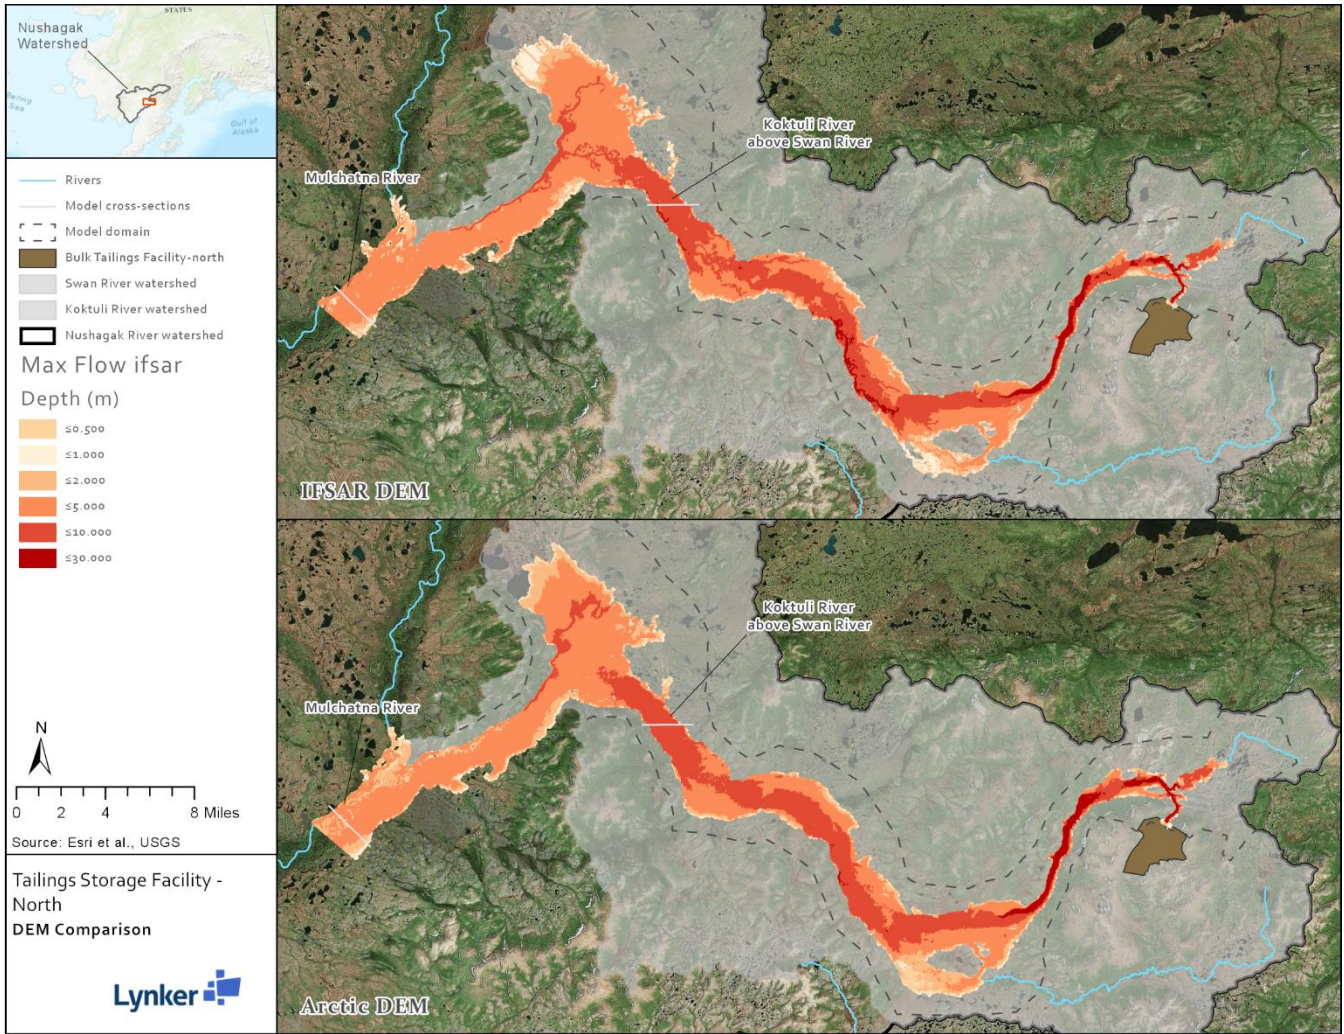 STATES
Nushagak
Watershed
Bering
Sea
Gulf of
Alaska
Rivers
Model cross-sections
Model domain
Bulk Tailings Facility-north
Swan River watershed
Koktuli River watershed
Nushagak River watershed
Max Flow ifsar
Depth (m)
≤0.500
≤1.000
≤2.000
≤5.000
≤10.000
≤30.000
N
0 2 4 8 Miles
Source: Esri et al., USGS
Tailings Storage Facility -
North
DEM Comparison
Lynker
Koktuli River
above Swan River
Mulchatna River
IFSAR DEM
Koktuli River
above Swan River
Mulchatna River
Arctic DEM